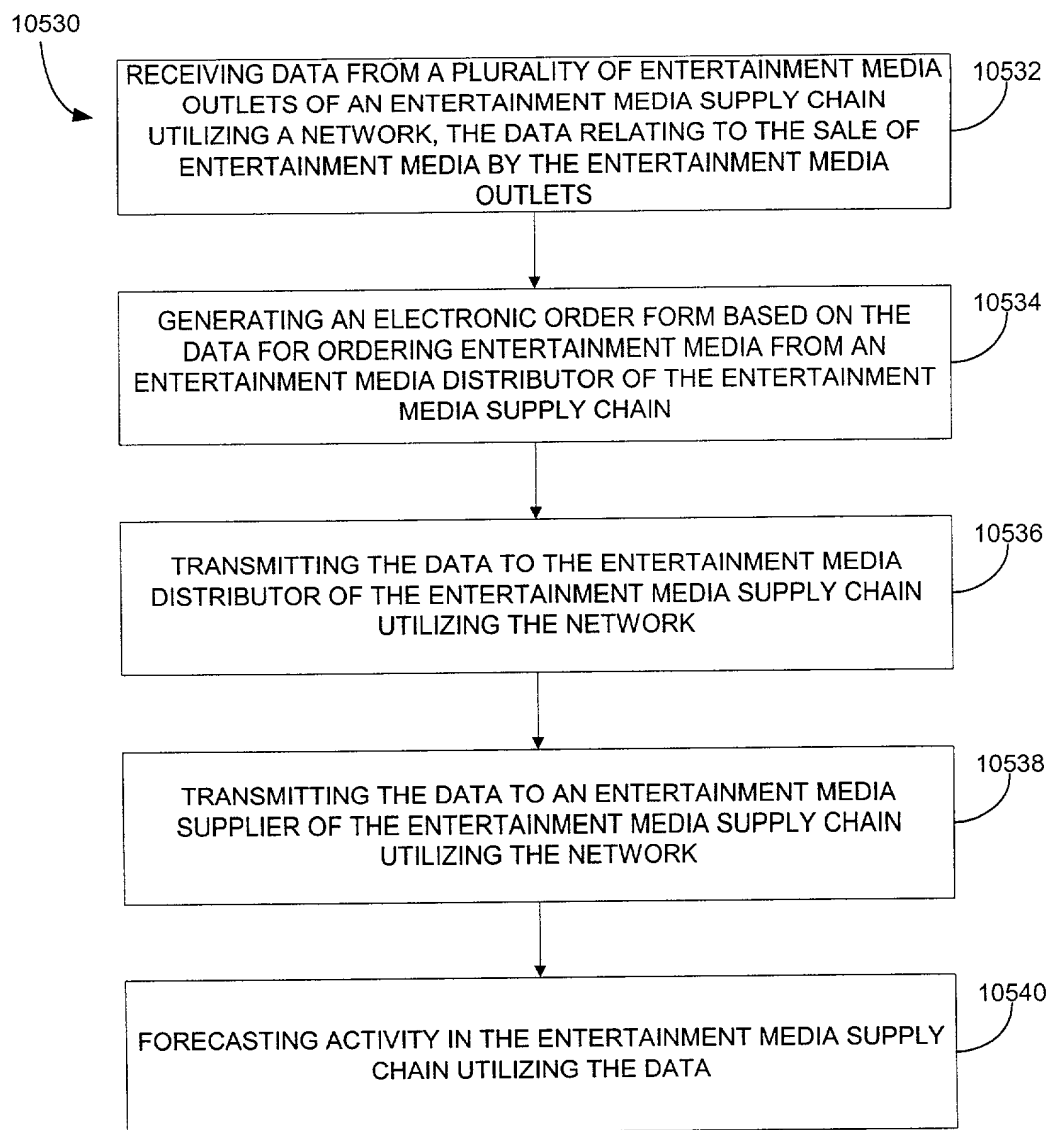 10530
RECEIVING DATA FROM A PLURALITY OF ENTERTAINMENT MEDIA
OUTLETS OF AN ENTERTAINMENT MEDIA SUPPLY CHAIN
UTILIZING A NETWORK, THE DATA RELATING TO THE SALE OF
ENTERTAINMENT MEDIA BY THE ENTERTAINMENT MEDIA
OUTLETS
10532
GENERATING AN ELECTRONIC ORDER FORM BASED ON THE
DATA FOR ORDERING ENTERTAINMENT MEDIA FROM AN
ENTERTAINMENT MEDIA DISTRIBUTOR OF THE ENTERTAINMENT
MEDIA SUPPLY CHAIN
10534
TRANSMITTING THE DATA TO THE ENTERTAINMENT MEDIA
DISTRIBUTOR OF THE ENTERTAINMENT MEDIA SUPPLY CHAIN
UTILIZING THE NETWORK
10536
TRANSMITTING THE DATA TO AN ENTERTAINMENT MEDIA
SUPPLIER OF THE ENTERTAINMENT MEDIA SUPPLY CHAIN
UTILIZING THE NETWORK
10538
FORECASTING ACTIVITY IN THE ENTERTAINMENT MEDIA SUPPLY
CHAIN UTILIZING THE DATA
10540